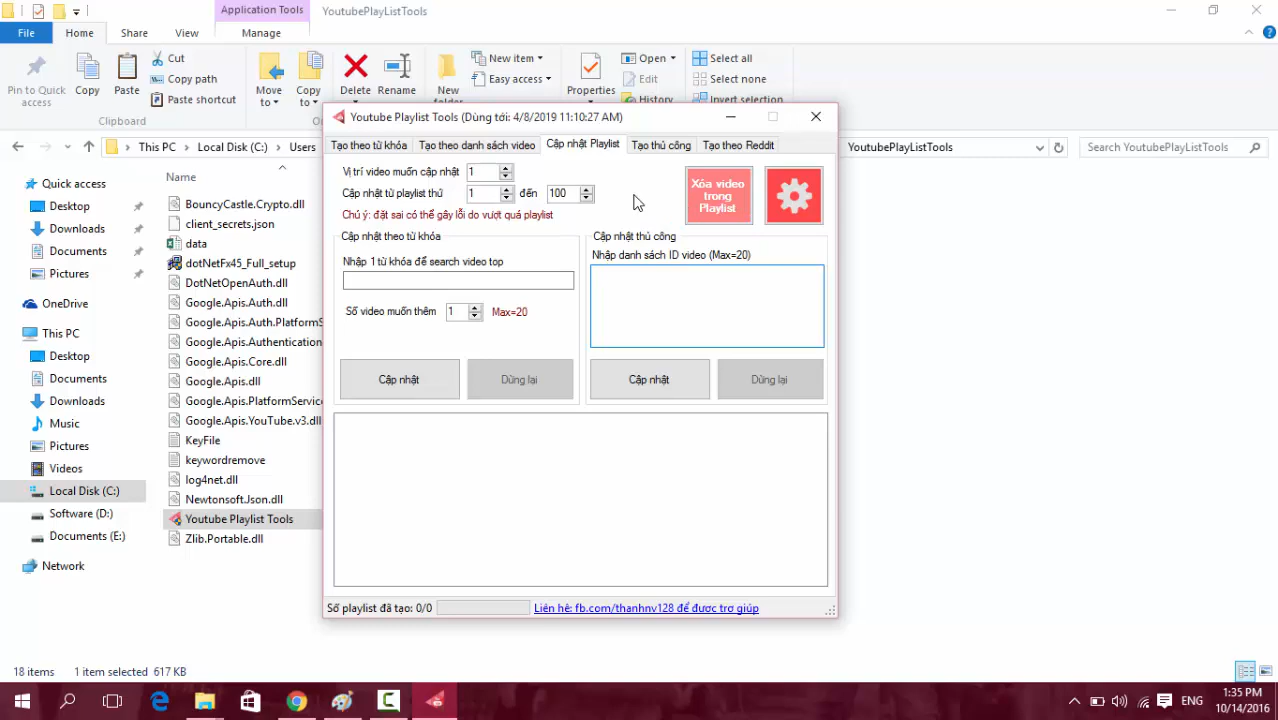 Application Tools
YoutubePlayListTools
File
Home
Share
View
Manage
Pin to Quick access
Copy
Paste
Cut
Copy path
Paste shortcut
Clipboard
Move to
Copy to
Delete
Rename
New
New item
Easy access
Properties
Open
Edit
History
Select all
Select none
Invert selection
This PC
Local Disk (C:)
Users
YoutubePlayListTools
Search YoutubePlayListTools
Quick access
Desktop
Downloads
Documents
Pictures
OneDrive
This PC
Desktop
Documents
Downloads
Music
Pictures
Videos
Local Disk (C:)
Software (D:)
Documents (E:)
Network
Name
BouncyCastle.Crypto.dll
client_secrets.json
data
dotNetFx45_Full_setup
DotNetOpenAuth.dll
Google.Apis.Auth.dll
Google.Apis.Auth.PlatformS
Google.Apis.Authentication
Google.Apis.Core.dll
Google.Apis.dll
Google.Apis.PlatformService
Google.Apis.YouTube.v3.dll
KeyFile
keywordremove
log4net.dll
Newtonsoft.Json.dll
Youtube Playlist Tools
Zlib.Portable.dll
Youtube Playlist Tools (Dùng tới: 4/8/2019 11:10:27 AM)
Tạo theo từ khóa
Tạo theo danh sách video
Cập nhật Playlist
Tạo thủ công
Tạo theo Reddit
Vị trí video muốn cập nhật 1
Cập nhật từ playlist thứ 1 đến 100
Chú ý: đặt sai có thể gây lỗi do vượt quá playlist
Xóa video trong Playlist
Cập nhật theo từ khóa
Nhập 1 từ khóa để search video top
Số video muốn thêm 1 Max=20
Cập nhật
Dừng lại
Cập nhật thủ công
Nhập danh sách ID video (Max=20)
Cập nhật
Dừng lại
Số playlist đã tạo: 0/0
Liên hệ: fb.com/thanhnv128 để được trợ giúp
18 items
1 item selected 617 KB
ENG
1:35 PM
10/14/2016